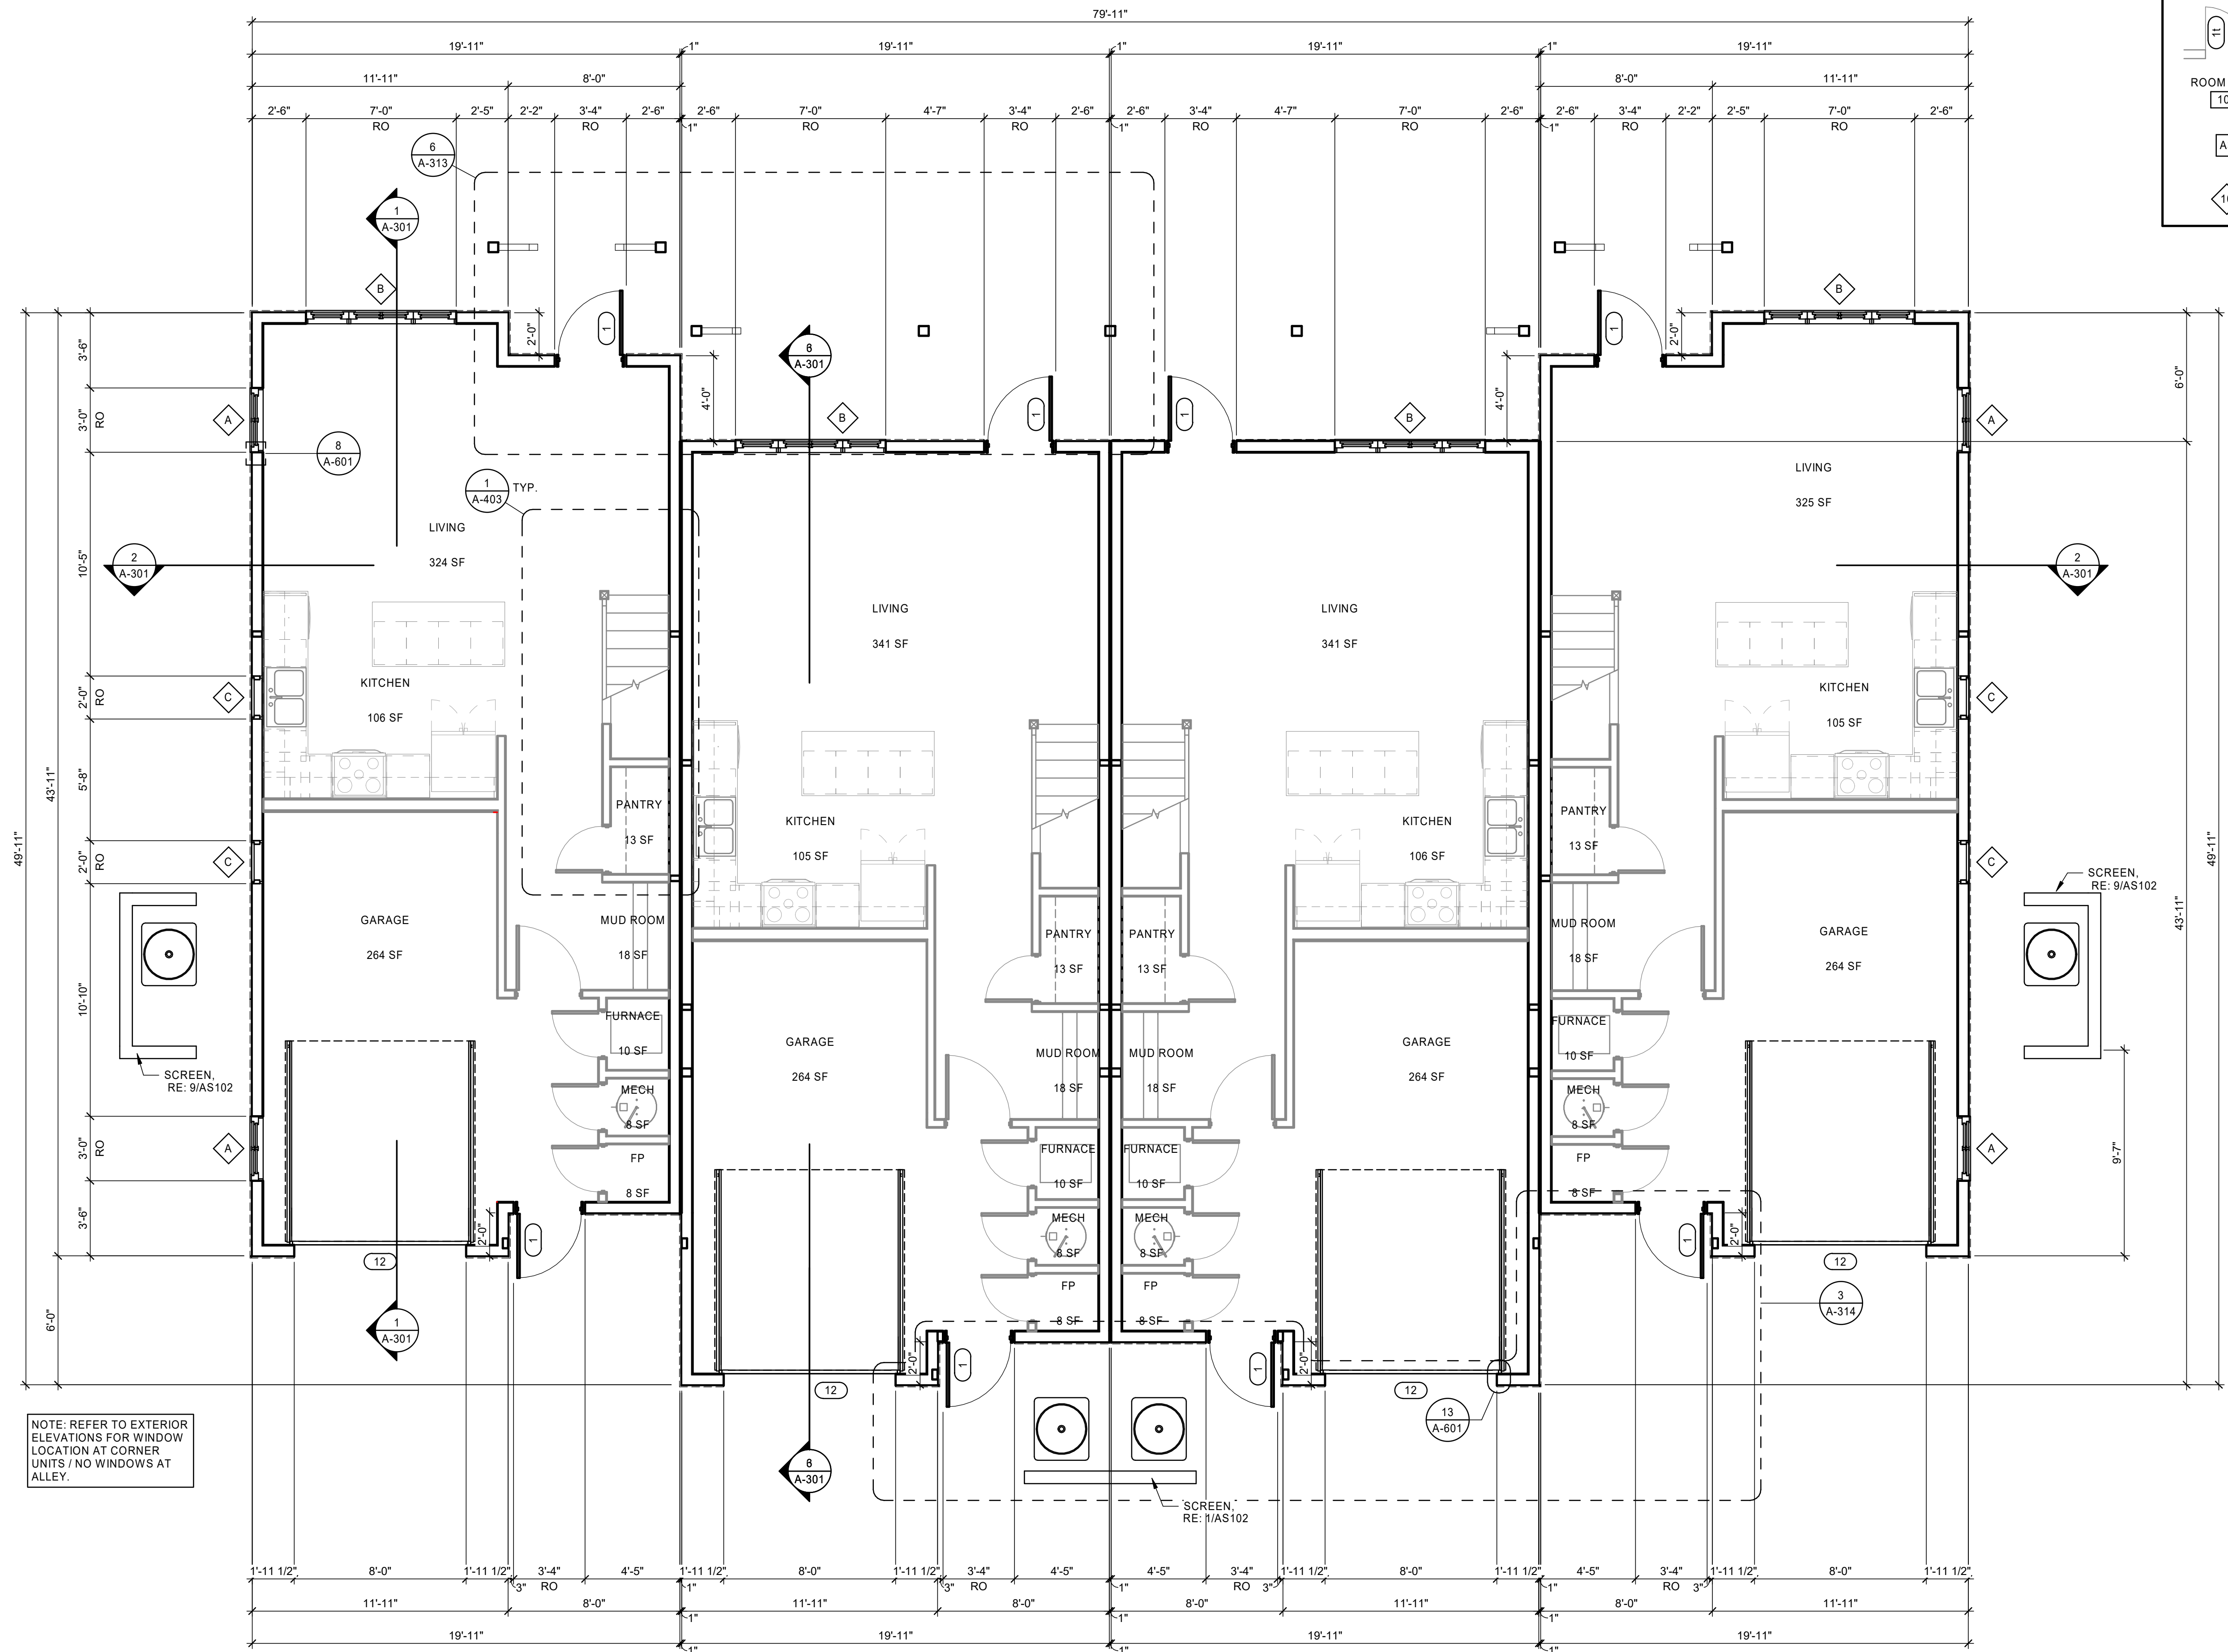 79'-11"
19'-11" 1" 19'-11" 1" 19'-11" 1" 19'-11"
11'-11" 8'-0" 8'-0" 11'-11"
2'-6" 7'-0" 2'-5" 2'-2" 3'-4" 2'-6" 2'-6" 7'-0" 4'-7" 3'-4" 2'-6" 2'-6" 3'-4" 4'-7" 7'-0" 2'-6" 2'-6" 3'-4" 2'-2" 2'-5" 7'-0" 2'-6"
RO RO 1" RO RO 1" RO RO 1" RO RO
1t
ROOM
6
A-313
1
A-301
B
B
1
2'-0"
1
2'-0"
8
A-301
3'-6"
3'-0"
RO
10'-5"
2'-0"
RO
5'-8"
2'-0"
RO
10'-10"
3'-0"
RO
3'-6"
43'-11"
6'-0"
49'-11"
4'-0"
B
1
1
B
4'-0"
A
8
A-601
1
A-403
TYP.
A
LIVING
324 SF
LIVING
325 SF
2
A-301
2
A-301
LIVING
341 SF
LIVING
341 SF
KITCHEN
106 SF
KITCHEN
105 SF
C
C
PANTRY
13 SF
PANTRY
13 SF
KITCHEN
105 SF
KITCHEN
106 SF
C
C
GARAGE
264 SF
MUD ROOM
18 SF
PANTRY
13 SF
PANTRY
13 SF
MUD ROOM
18 SF
GARAGE
264 SF
SCREEN,
RE: 9/AS102
SCREEN,
RE: 9/AS102
FURNACE
10 SF
GARAGE
264 SF
MUD ROOM
18 SF
MUD ROOM
18 SF
GARAGE
264 SF
FURNACE
10 SF
MECH
8 SF
MECH
8 SF
FP
8 SF
FP
8 SF
A
A
FURNACE
10 SF
FURNACE
10 SF
MECH
8 SF
MECH
8 SF
FP
8 SF
FP
8 SF
6'-0"
43'-11"
49'-11"
9'-7"
2'-0"
1
12
1
2'-0"
12
1
A-301
3
A-314
2'-0"
1
12
1
2'-0"
12
13
A-601
A-301
NOTE: REFER TO EXTERIOR
ELEVATIONS FOR WINDOW
LOCATION AT CORNER
UNITS / NO WINDOWS AT
ALLEY.
SCREEN,
RE: 1/AS102
1'-11 1/2" 8'-0" 1'-11 1/2" 3'-4" 4'-5" 1'-11 1/2" 8'-0" 1'-11 1/2" 3'-4" 4'-5" 4'-5" 3'-4" 1'-11 1/2" 8'-0" 1'-11 1/2" 4'-5" 3'-4" 1'-11 1/2" 8'-0" 1'-11 1/2"
3" RO 1" 3" RO 1" RO 3" 1" RO 3"
11'-11" 8'-0" 11'-11" 8'-0" 8'-0" 11'-11" 8'-0" 11'-11"
1" 1" 1"
19'-11" 19'-11" 19'-11" 19'-11"
1" 1" 1"